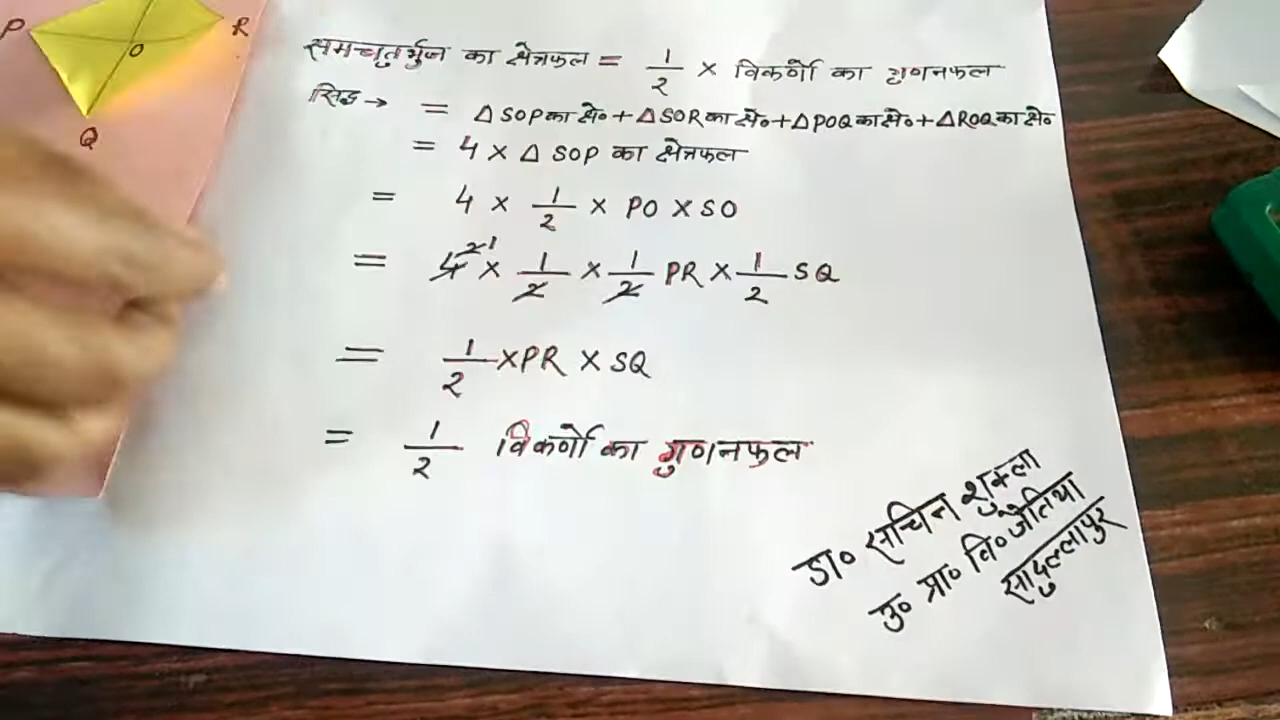 P
R
O
Q
समचतुर्भुज का क्षेत्रफल = 1/2 × विकर्णो का गुणनफल
सिद्ध → = △ SOP का क्षे० + △ SOR का क्षे० + △ POQ का क्षे० + △ ROQ का क्षे०
= 4 × △ SOP का क्षेत्रफल
= 4 × 1/2 × PO × SO
= 4 2 1 × 1/2 × 1/2 PR × 1/2 SQ
= 1/2 × PR × SQ
= 1/2 विकर्णो का गुणनफल
डा० सचिन शुक्ला
उ० प्रा० वि० जैतिया
सादुल्लापुर